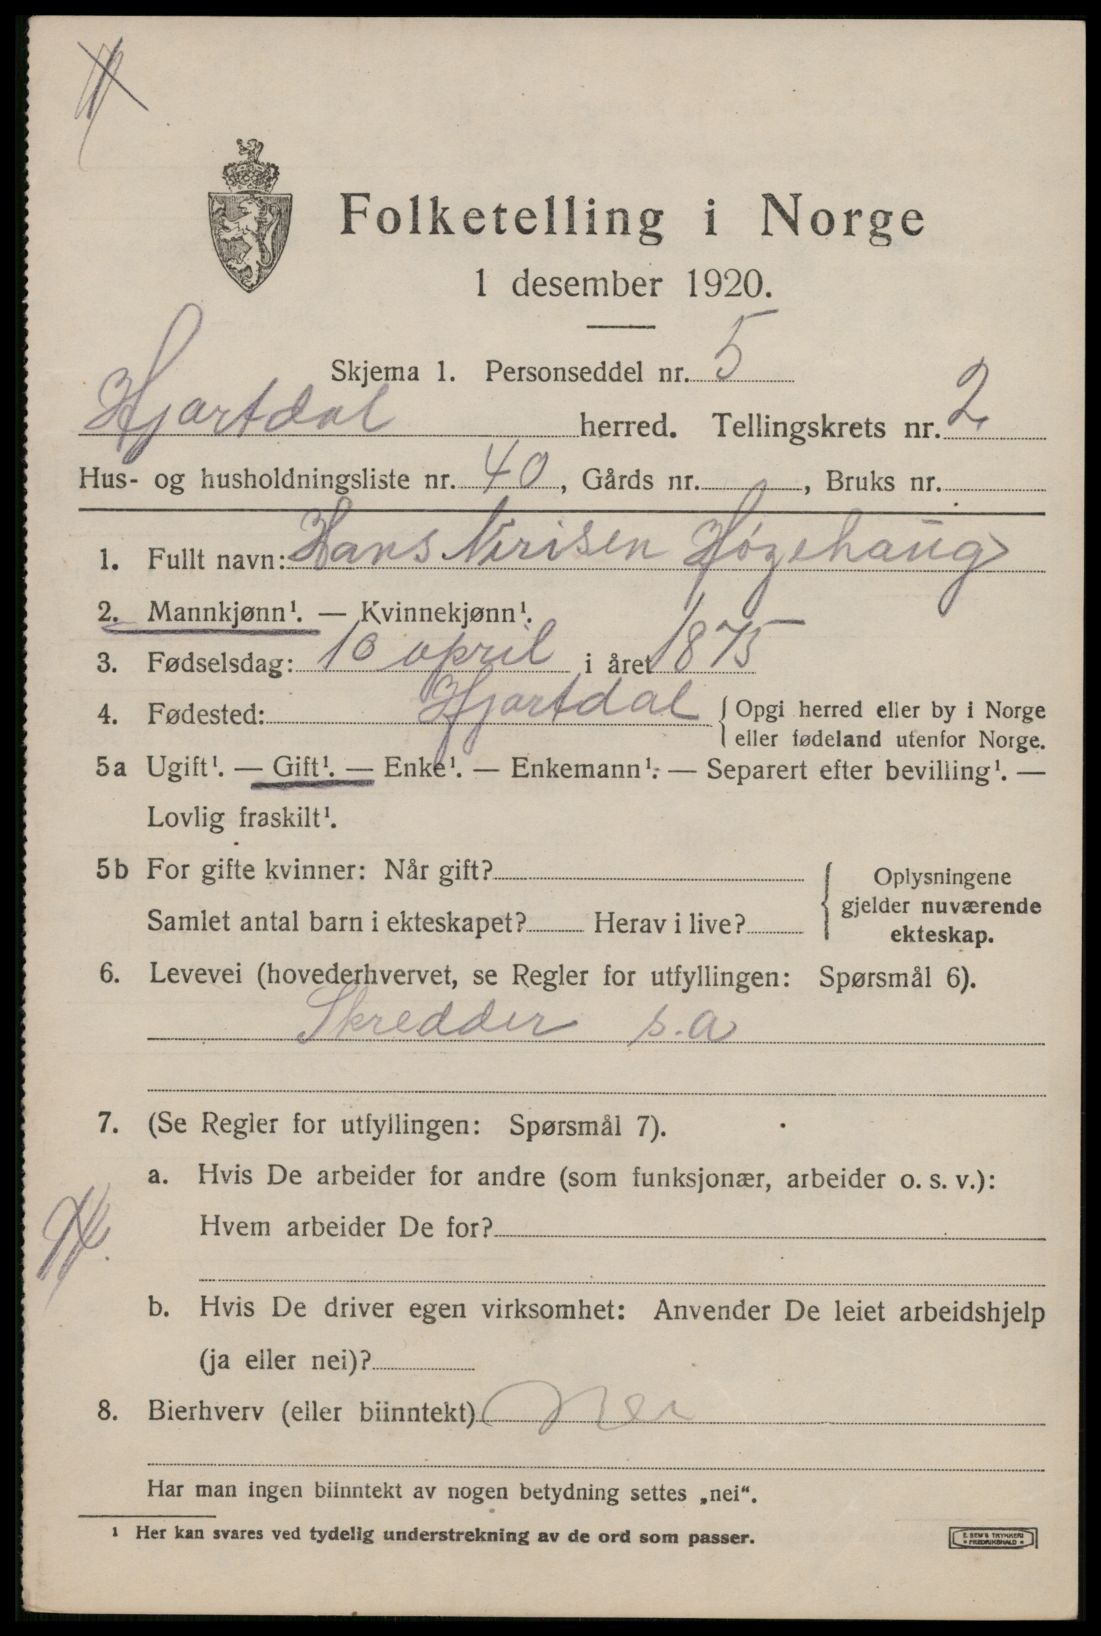 Folketelling i Norge
1 desember 1920.
Skjema 1. Personseddel nr. 5
Hjartdal herred. Tellingskrets nr. 2
Hus- og husholdningsliste nr. 40, Gårds nr. , Bruks nr.
1. Fullt navn: Hans Nirisen Høgehaug
2. Mannkjønn¹. — Kvinnekjønn¹.
3. Fødselsdag: 10 april i året 1875
4. Fødested: Hjartdal { Opgi herred eller by i Norge
eller fødeland utenfor Norge.
5a Ugift¹. — Gift¹. — Enke¹. — Enkemann¹. — Separert efter bevilling¹. —
Lovlig fraskilt¹.
5b For gifte kvinner: Når gift?
Samlet antal barn i ekteskapet? Herav i live?
{ Oplysningene
gjelder nuværende
ekteskap.
6. Levevei (hovederhvervet, se Regler for utfyllingen: Spørsmål 6).
Skredder s.a
7. (Se Regler for utfyllingen: Spørsmål 7).
a. Hvis De arbeider for andre (som funksjonær, arbeider o. s. v.):
Hvem arbeider De for?
b. Hvis De driver egen virksomhet: Anvender De leiet arbeidshjelp
(ja eller nei)?
8. Bierhverv (eller biinntekt) Nei
Har man ingen biinntekt av nogen betydning settes „nei“.
¹ Her kan svares ved tydelig understrekning av de ord som passer.
E. SEM'S TRYKKERI
FREDRIKSHALD